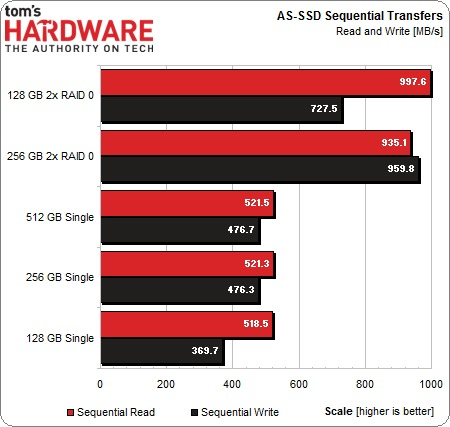 tom's
HARDWARE
THE AUTHORITY ON TECH
AS-SSD Sequential Transfers
Read and Write [MB/s]
128 GB 2x RAID 0
997.6
727.5
256 GB 2x RAID 0
935.1
959.8
512 GB Single
521.5
476.7
256 GB Single
521.3
476.3
128 GB Single
518.5
369.7
0 200 400 600 800 1000
Sequential Read Sequential Write Scale [higher is better]